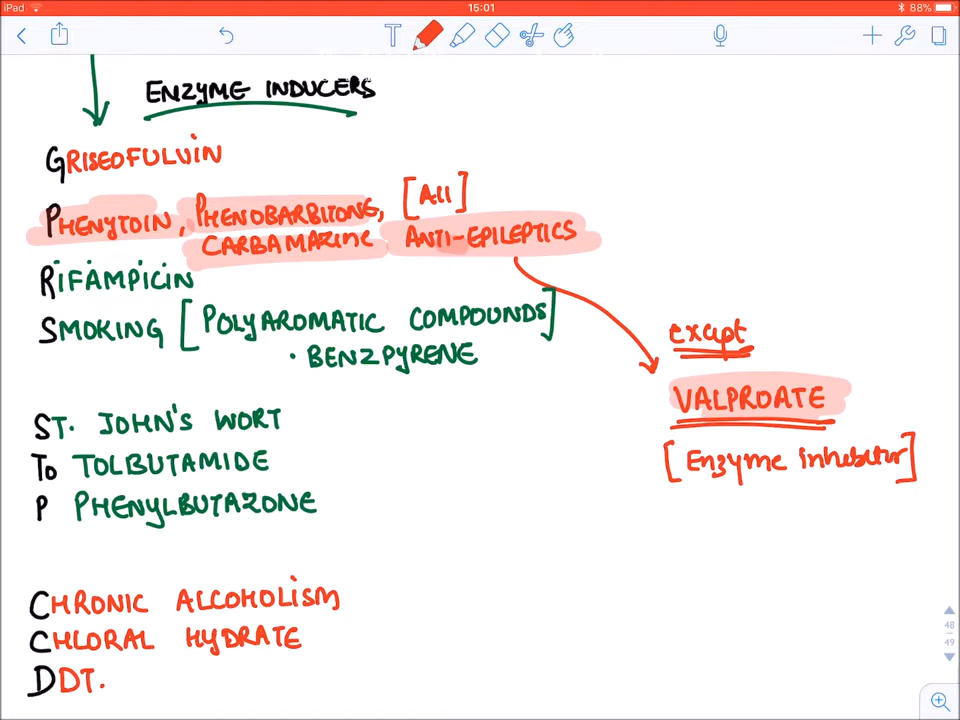 iPad 15:01 88%
T
ENZYME INDUCERS
GRISEOFULVIN
PHENYTOIN, PHENOBARBITONE, [All]
CARBAMAZINE ANTI-EPILEPTICS
RIFAMPICIN
SMOKING [POLYAROMATIC COMPOUNDS]
· BENZPYRENE
except
VALPROATE
[Enzyme inhebetor]
ST. JOHN'S WORT
TO TOLBUTAMIDE
P PHENYLBUTAZONE
CHRONIC ALCOHOLISM
CHLORAL HYDRATE
DDT.
48
49